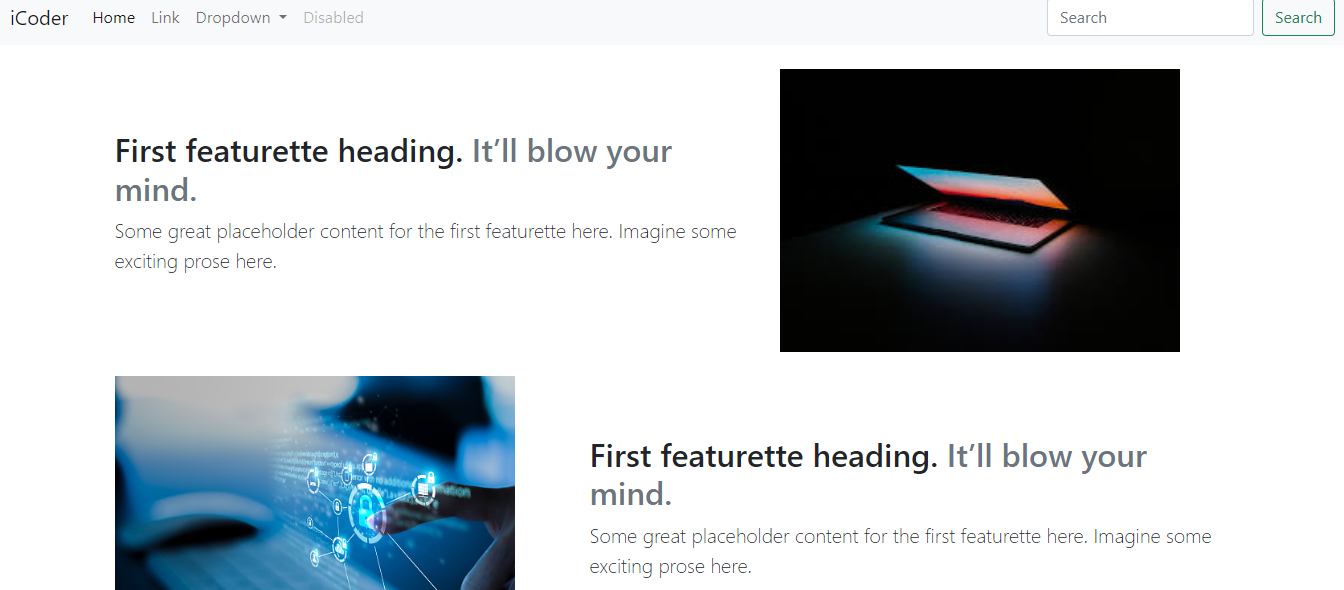 iCoder Home Link Dropdown Disabled Search Search
First featurette heading. It’ll blow your
mind.
Some great placeholder content for the first featurette here. Imagine some
exciting prose here.
First featurette heading. It’ll blow your
mind.
Some great placeholder content for the first featurette here. Imagine some
exciting prose here.